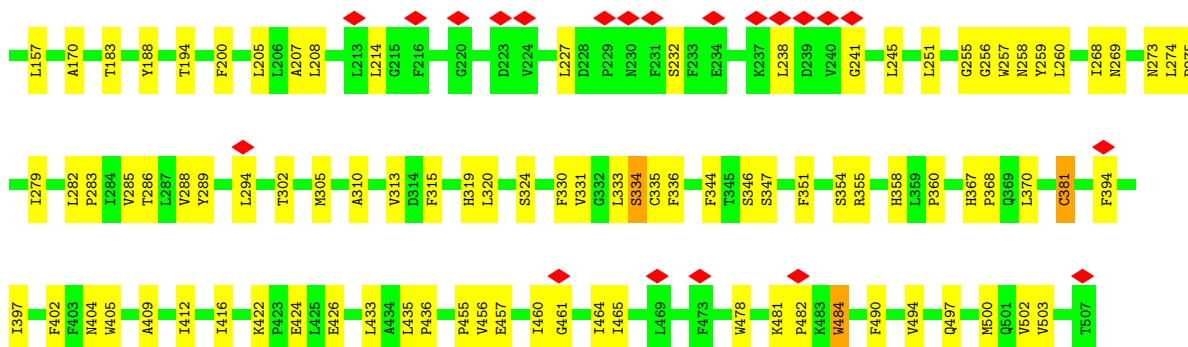 L157 A170 T183 Y188 T194 F200 L205 L206 A207 L208 L213 L214 G215 F216 G220 D223 V224 L227 D228 P229 N230 F231 S232 F233 E234 K237 L238 D239 V240 G241 L245 L251 G255 G256 W257 N258 Y259 L260 I268 N269 N273 L274
I279 L282 P283 I284 V285 T286 L287 V288 Y289 L294 T302 M305 A310 V313 D314 F315 H319 L320 S324 F330 V331 G332 L333 S334 C335 F336 F344 T345 S346 S347 F351 S354 R355 H358 L359 P360 H367 P368 Q369 L370 C381 F394
I397 F402 F403 N404 W405 A409 I412 I416 K422 P423 E424 L425 E426 L433 A434 L435 P436 P455 V456 E457 I460 G461 I464 I465 L469 F473 W478 K481 P482 K483 W484 F490 V494 Q497 M500 Q501 V502 V503 T507